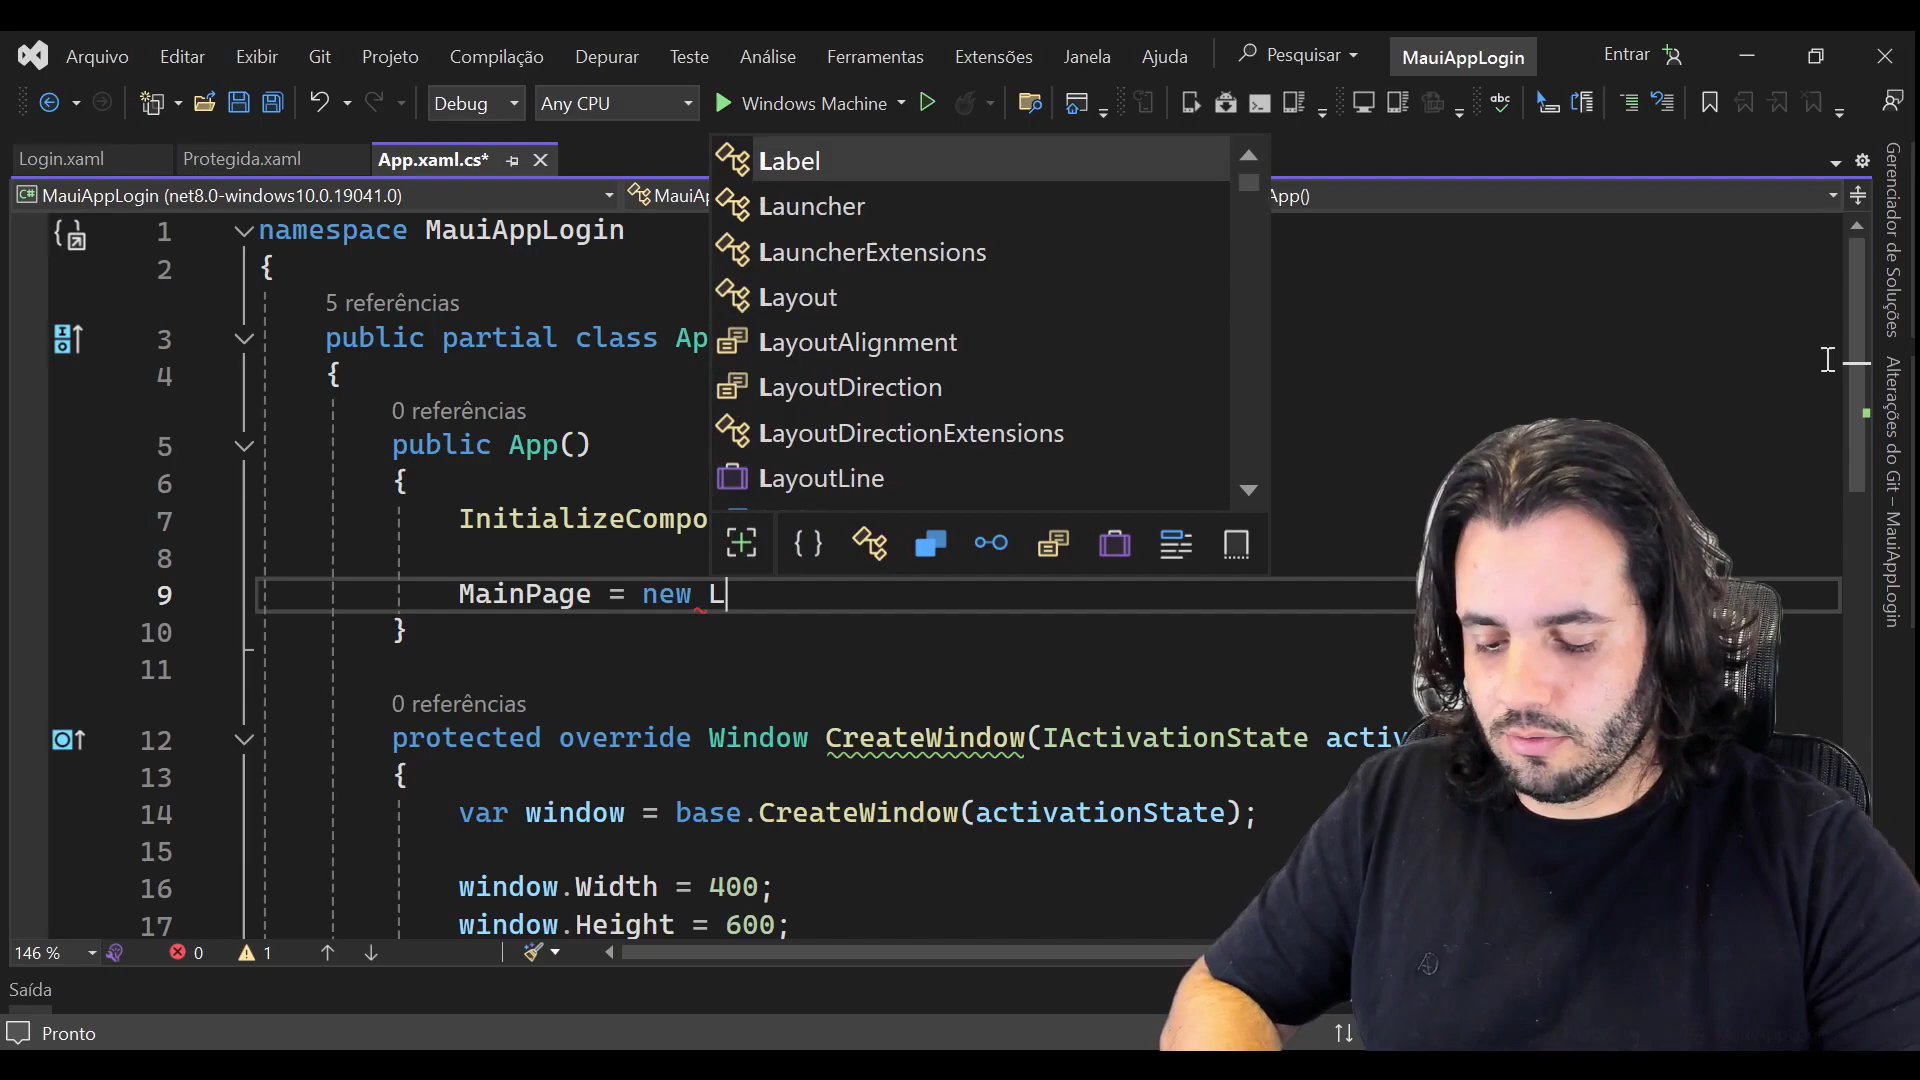 Arquivo Editar Exibir Git Projeto Compilação Depurar Teste Análise Ferramentas Extensões Janela Ajuda Pesquisar MauiAppLogin Entrar
Debug Any CPU Windows Machine abc
Login.xaml Protegida.xaml App.xaml.cs*
C# MauiAppLogin (net8.0-windows10.0.19041.0) MauiAp App()
Label
Launcher
LauncherExtensions
Layout
LayoutAlignment
LayoutDirection
LayoutDirectionExtensions
LayoutLine
1 namespace MauiAppLogin
2 {
5 referências
3 public partial class Ap
4 {
0 referências
5 public App()
6 {
7 InitializeCompo
8
9 MainPage = new L
10 }
11
0 referências
12 protected override Window CreateWindow(IActivationState activ
13 {
14 var window = base.CreateWindow(activationState);
15
16 window.Width = 400;
17 window.Height = 600;
146 % 0 1
Saída
Pronto
Gerenciador de Soluções
Alterações do Git – MauiAppLogin